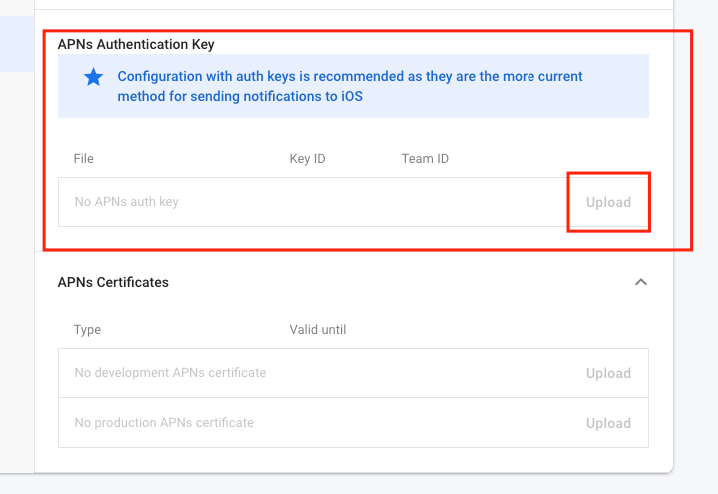 APNs Authentication Key
Configuration with auth keys is recommended as they are the more current
method for sending notifications to iOS
File Key ID Team ID
No APNs auth key Upload
APNs Certificates
Type Valid until
No development APNs certificate Upload
No production APNs certificate Upload